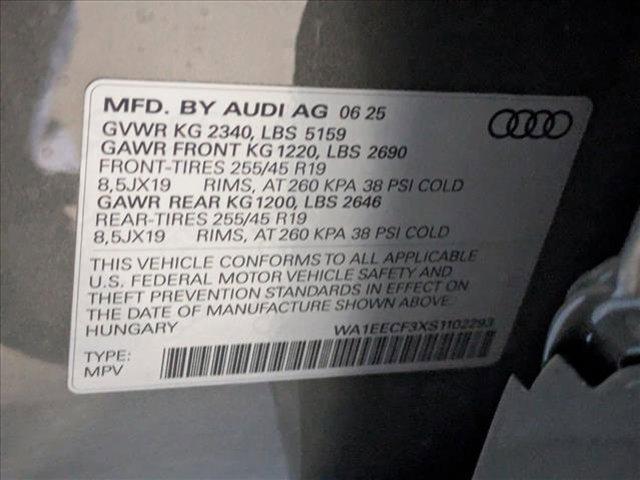 MFD. BY AUDI AG 06 25
GVWR KG 2340, LBS 5159
GAWR FRONT KG 1220, LBS 2690
FRONT-TIRES 255/45 R19
8,5JX19 RIMS, AT 260 KPA 38 PSI COLD
GAWR REAR KG 1200, LBS 2646
REAR-TIRES 255/45 R19
8,5JX19 RIMS, AT 260 KPA 38 PSI COLD
THIS VEHICLE CONFORMS TO ALL APPLICABLE
U.S. FEDERAL MOTOR VEHICLE SAFETY AND
THEFT PREVENTION STANDARDS IN EFFECT ON
THE DATE OF MANUFACTURE SHOWN ABOVE.
HUNGARY WA1EECF3XS1102293
TYPE:
MPV